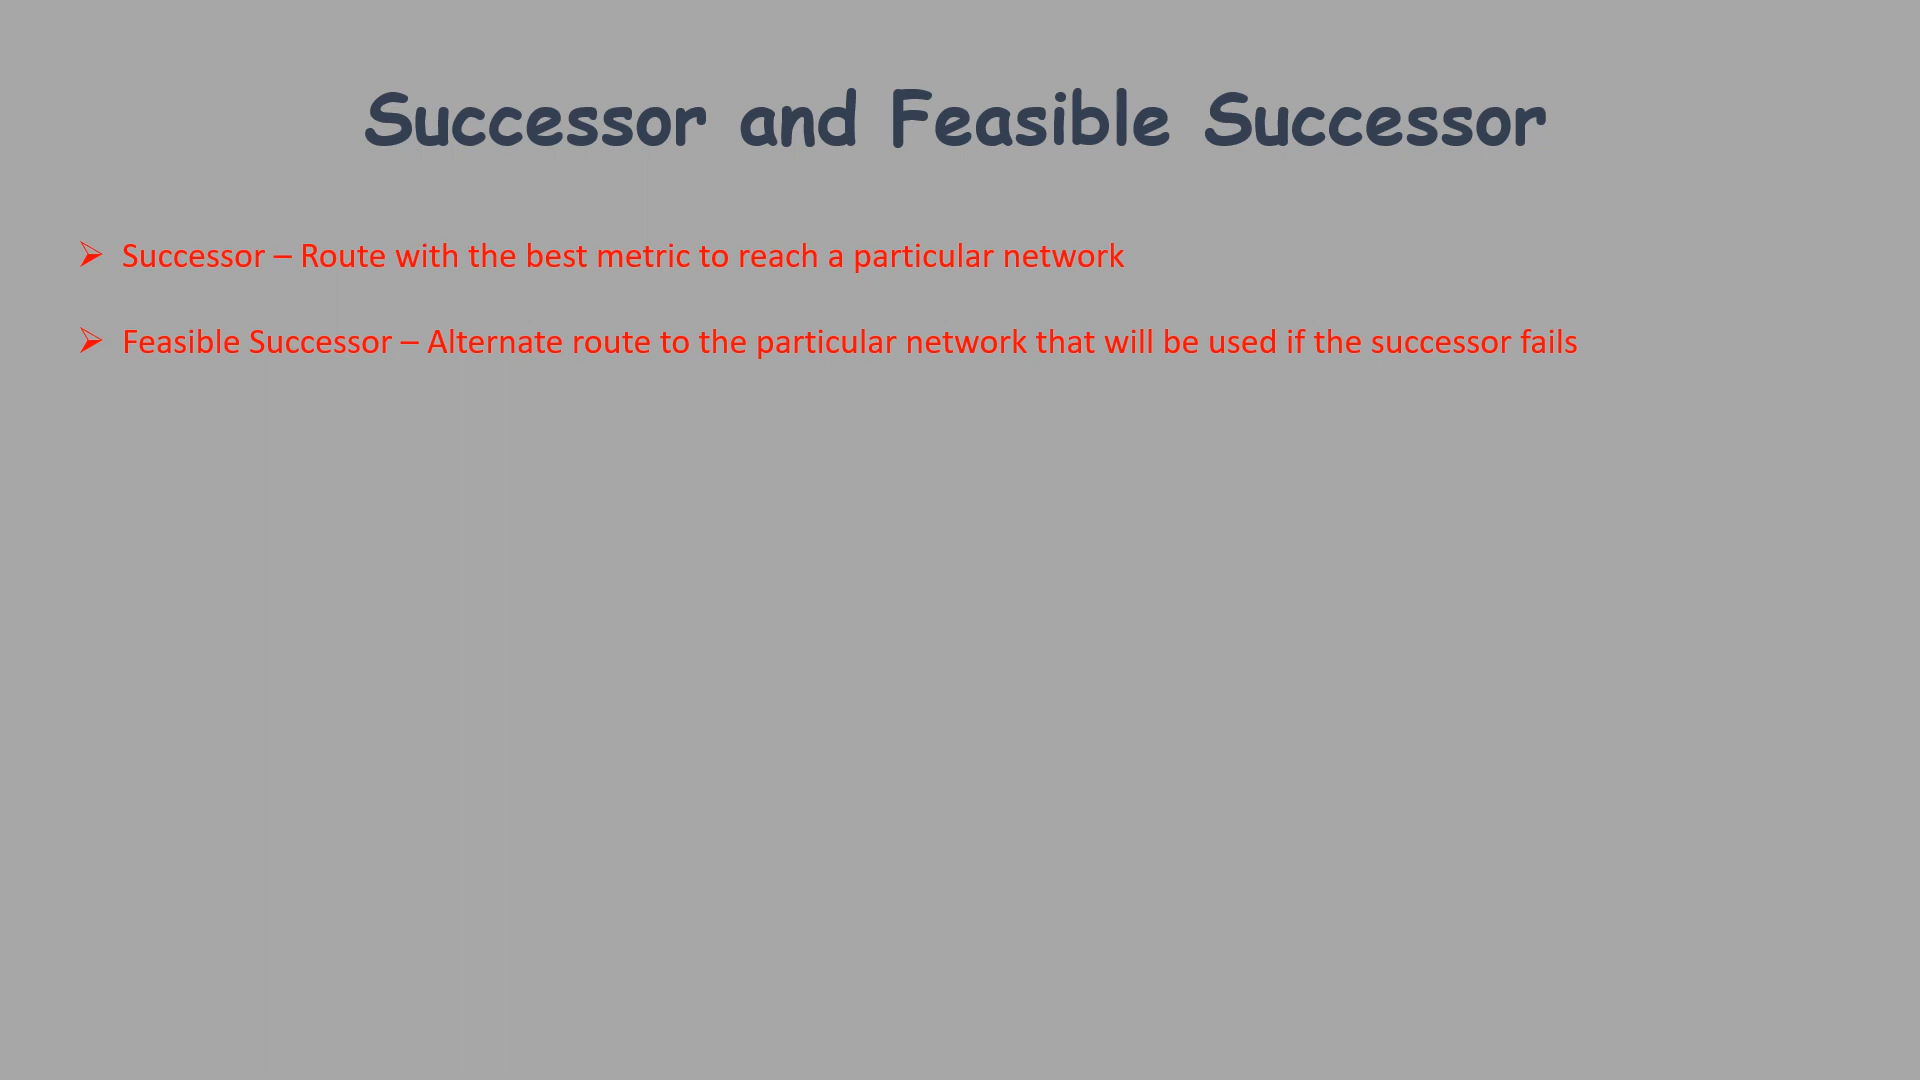 Successor and Feasible Successor
➢ Successor – Route with the best metric to reach a particular network
➢ Feasible Successor – Alternate route to the particular network that will be used if the successor fails